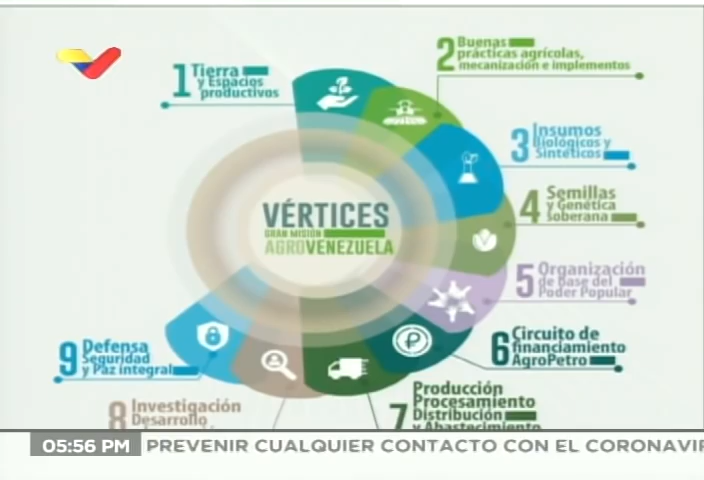 1 Tierra
y Espacios
productivos
2 Buenas
prácticas agrícolas,
mecanización e implementos
3 Insumos
Biológicos y
Sintéticos
4 Semillas
y Genética
soberana
5 Organización
de Base del
Poder Popular
6 Circuito de
financiamiento
AgroPetro
7 Producción
Procesamiento
Distribución
y Abastecimiento
8 Investigación
Desarrollo
9 Defensa
Seguridad
y Paz integral
VÉRTICES
GRAN MISIÓN
AGROVENEZUELA
05:56 PM PREVENIR CUALQUIER CONTACTO CON EL CORONAVIR